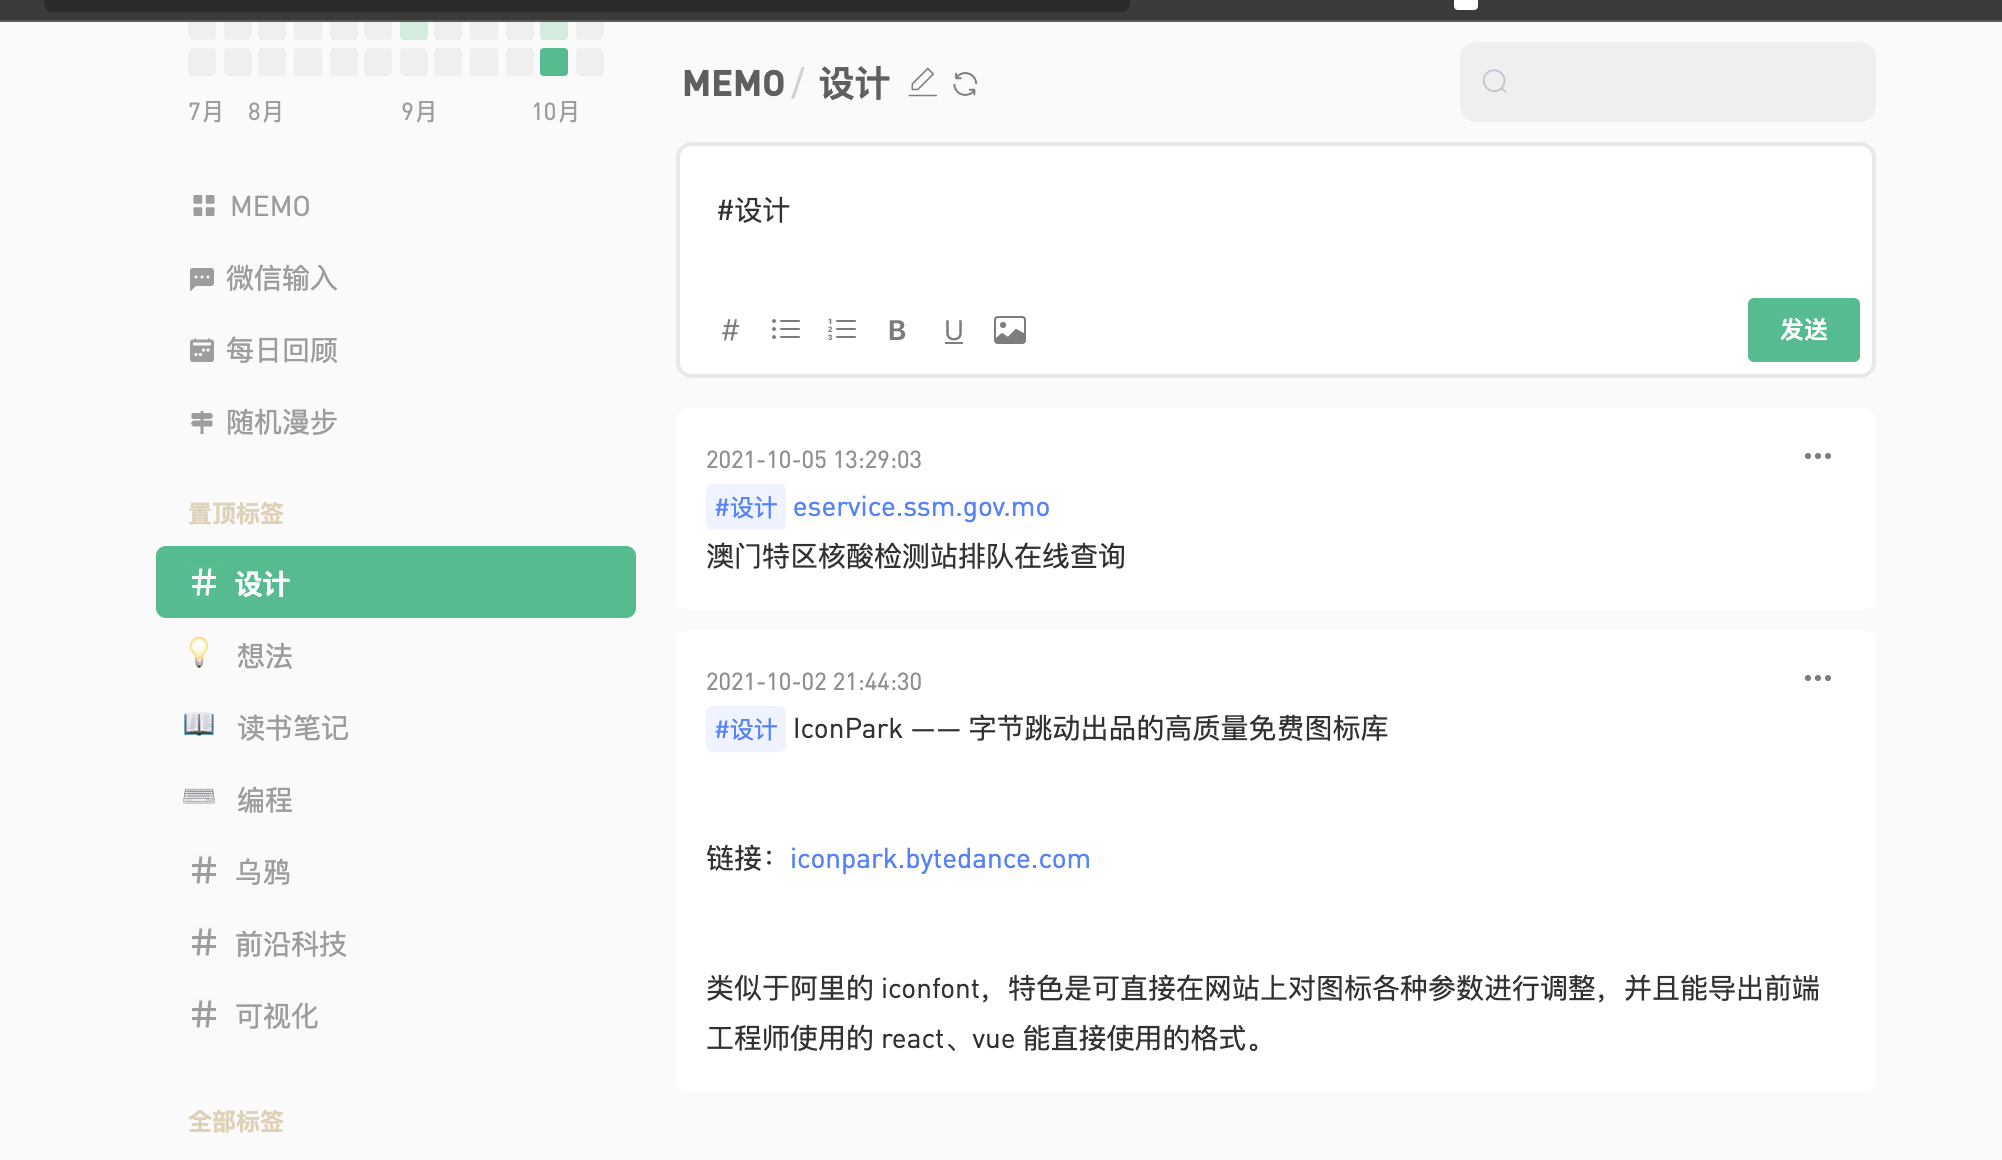 7月 8月 9月 10月
MEMO
微信输入
每日回顾
随机漫步
置顶标签
# 设计
想法
读书笔记
编程
# 乌鸦
# 前沿科技
# 可视化
全部标签
MEMO / 设计
#设计
# B U
发送
2021-10-05 13:29:03
#设计 eservice.ssm.gov.mo
澳门特区核酸检测站排队在线查询
2021-10-02 21:44:30
#设计 IconPark —— 字节跳动出品的高质量免费图标库
链接：iconpark.bytedance.com
类似于阿里的 iconfont，特色是可直接在网站上对图标各种参数进行调整，并且能导出前端
工程师使用的 react、vue 能直接使用的格式。